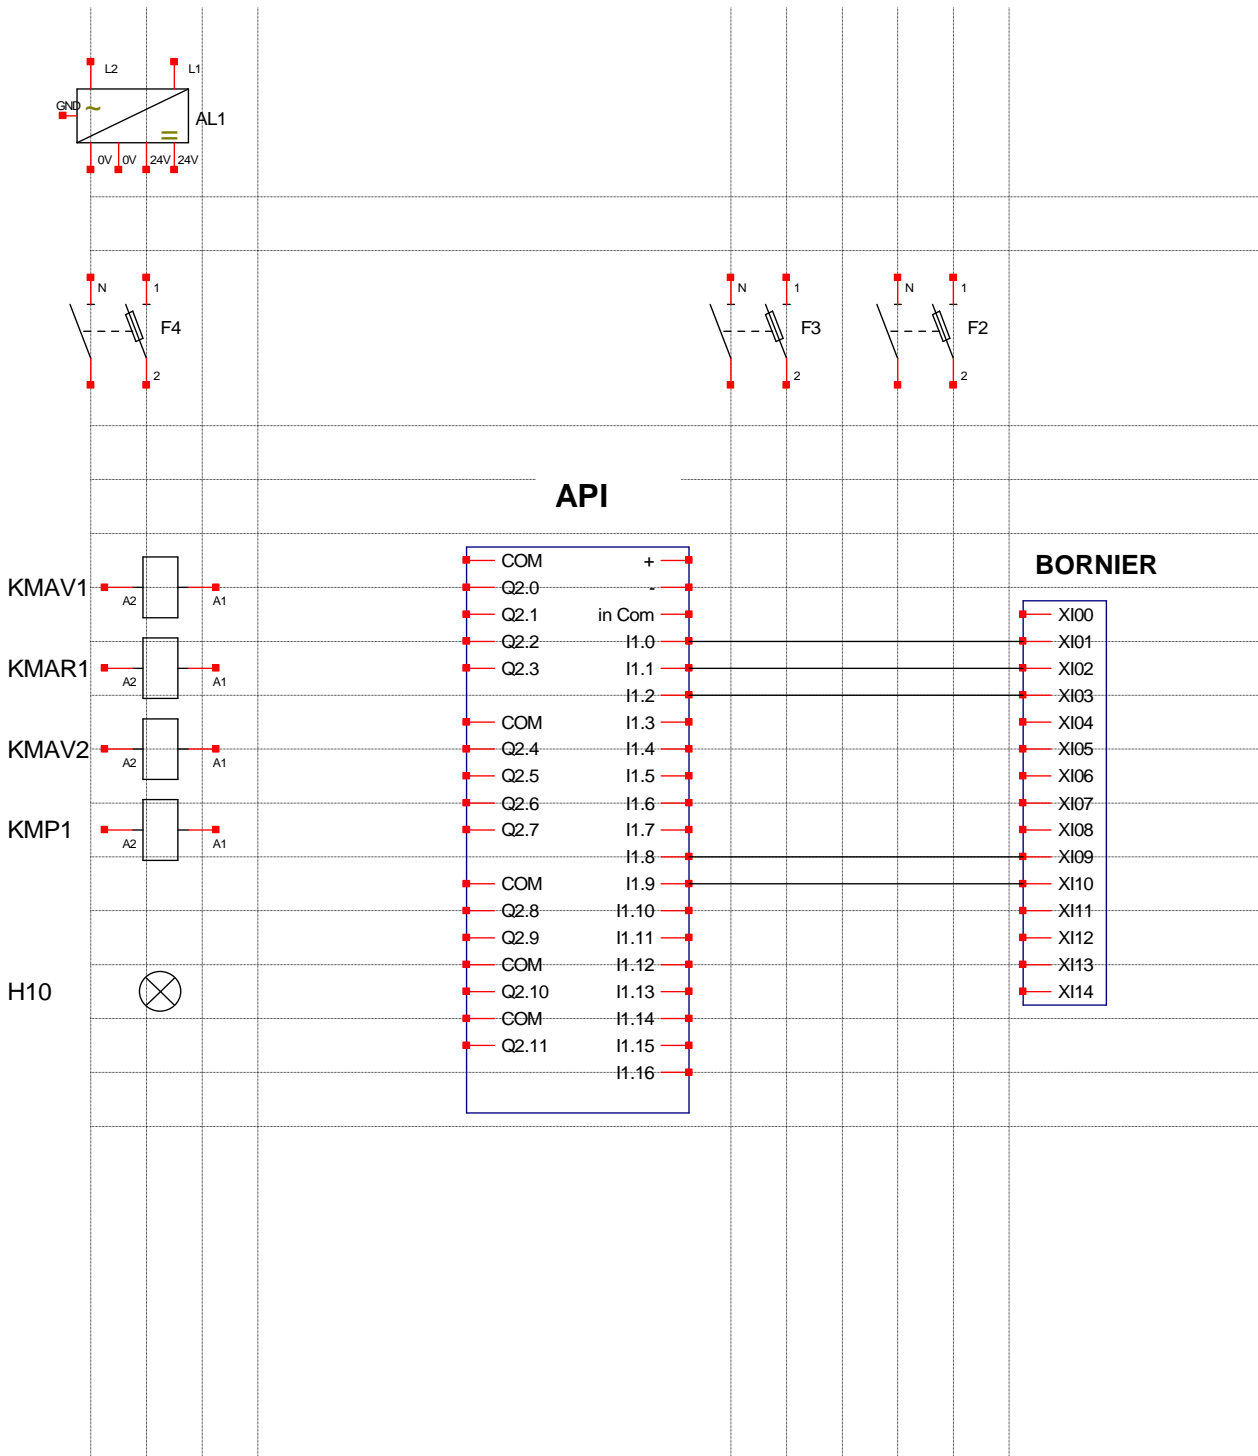 L2
L1
GND
AL1
0V
0V
24V
24V
N
1
F4
2
N
1
F3
2
N
1
F2
2
API
BORNIER
KMAV1
A2
A1
KMAR1
A2
A1
KMAV2
A2
A1
KMP1
A2
A1
H10
COM
Q2.0
Q2.1
Q2.2
Q2.3
COM
Q2.4
Q2.5
Q2.6
Q2.7
COM
Q2.8
Q2.9
COM
Q2.10
COM
Q2.11
+
-
in Com
I1.0
I1.1
I1.2
I1.3
I1.4
I1.5
I1.6
I1.7
I1.8
I1.9
I1.10
I1.11
I1.12
I1.13
I1.14
I1.15
I1.16
XI00
XI01
XI02
XI03
XI04
XI05
XI06
XI07
XI08
XI09
XI10
XI11
XI12
XI13
XI14